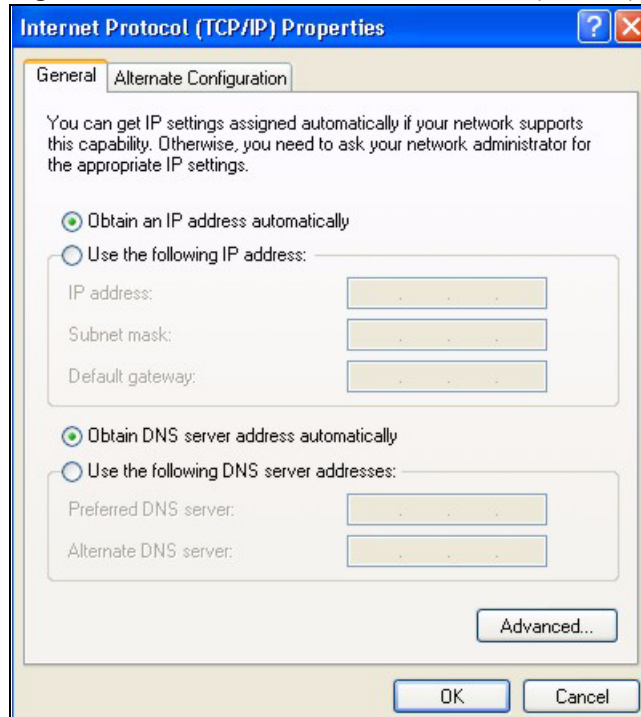 Internet Protocol (TCP/IP) Properties
General
Alternate Configuration
You can get IP settings assigned automatically if your network supports
this capability. Otherwise, you need to ask your network administrator for
the appropriate IP settings.
Obtain an IP address automatically
Use the following IP address:
IP address:
Subnet mask:
Default gateway:
Obtain DNS server address automatically
Use the following DNS server addresses:
Preferred DNS server:
Alternate DNS server:
Advanced...
OK
Cancel